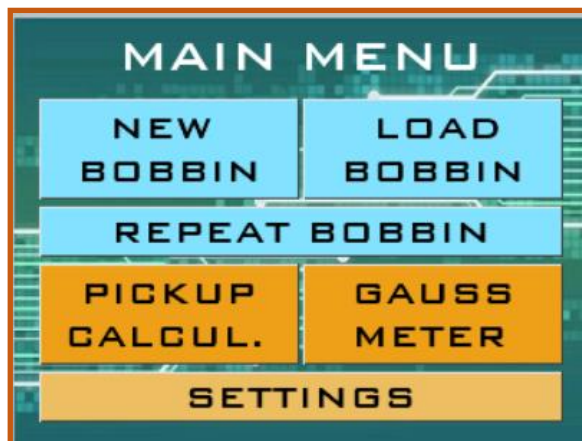 MAIN MENU
NEW
BOBBIN
LOAD
BOBBIN
REPEAT BOBBIN
PICKUP
CALCUL.
GAUSS
METER
SETTINGS